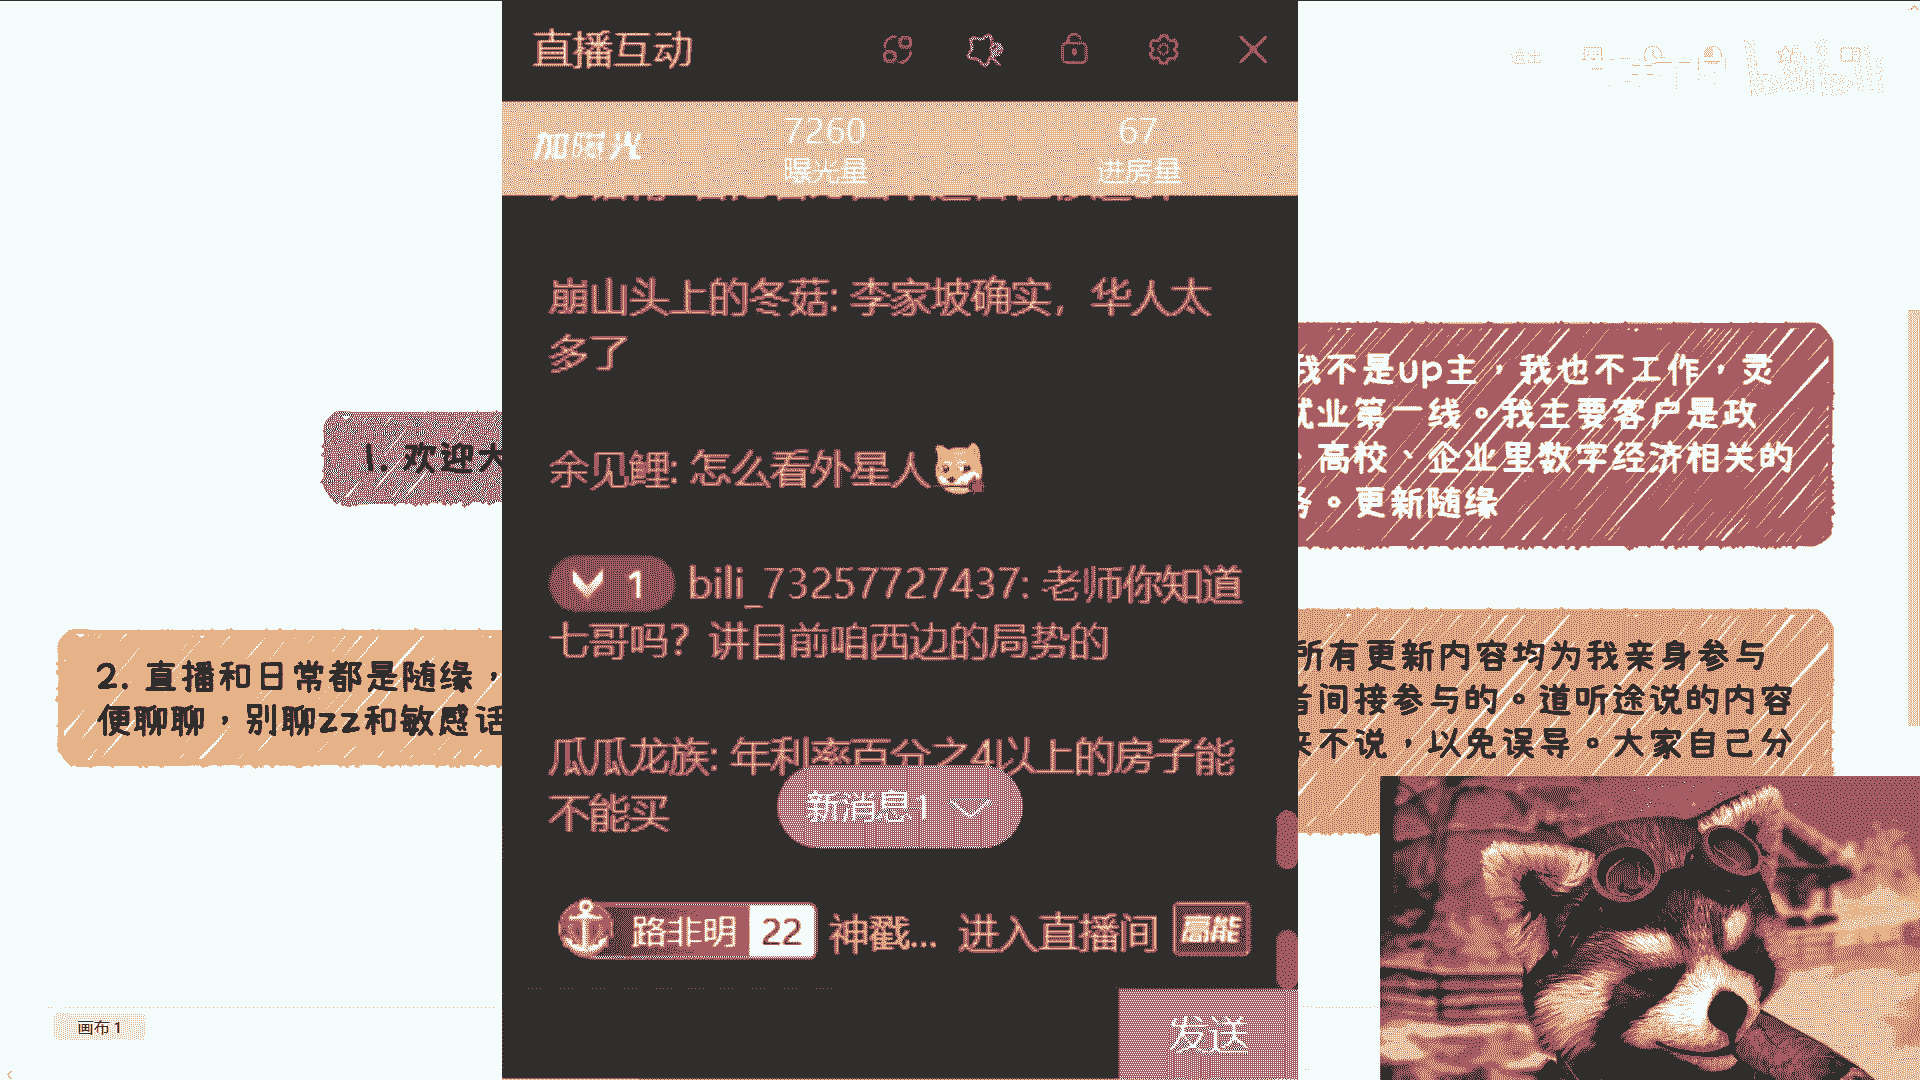 直播互动
加曝光
7260
曝光量
67
进房量
崩山头上的冬菇: 李家坡确实，华人太
多了
余见鲤: 怎么看外星人
1 bili_73257727437: 老师你知道
七哥吗？讲目前咱西边的局势的
瓜瓜龙族: 年利率百分之4以上的房子能
不能买
新消息1
路非明 22 神戳... 进入直播间 高能
发送
1. 欢迎大
2. 直播和日常都是随缘，
便聊聊，别聊zz和敏感话
我不是up主，我也不工作，灵
就业第一线。我主要客户是政
、高校、企业里数字经济相关的
务。更新随缘
所有更新内容均为我亲身参与
者间接参与的。道听途说的内容
来不说，以免误导。大家自己分
画布 1